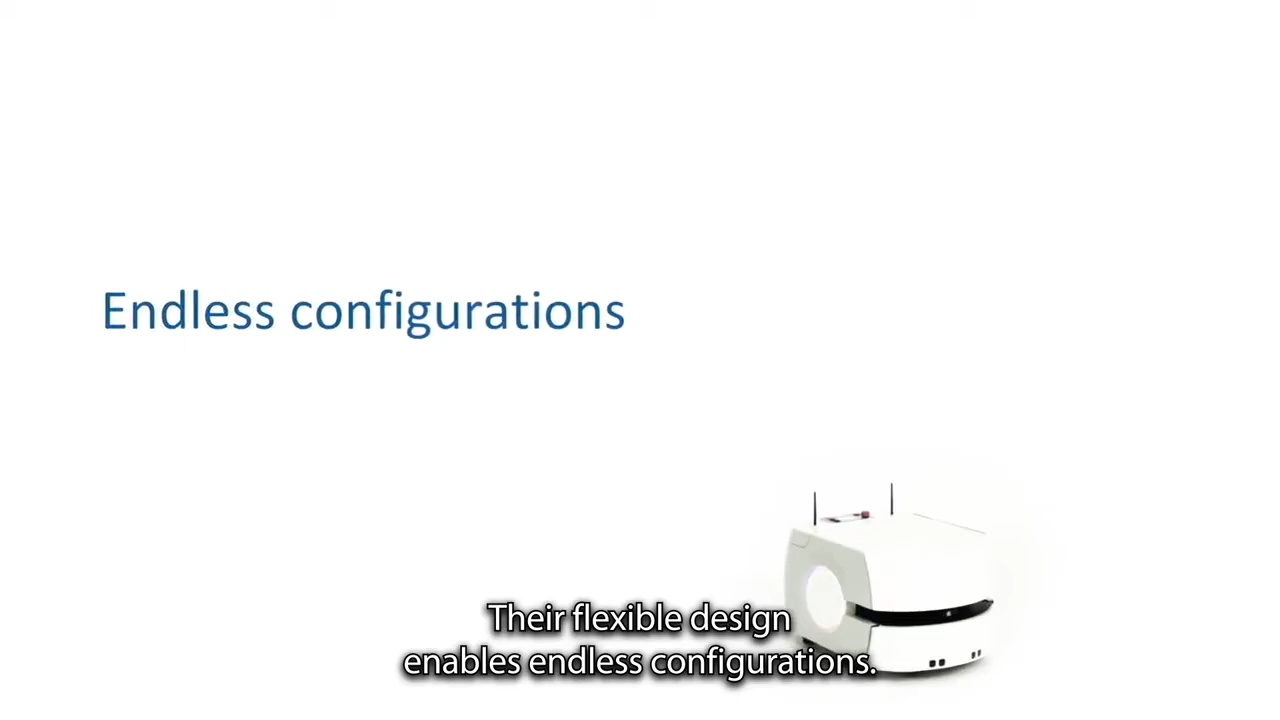 Endless configurations
Their flexible design
enables endless configurations.